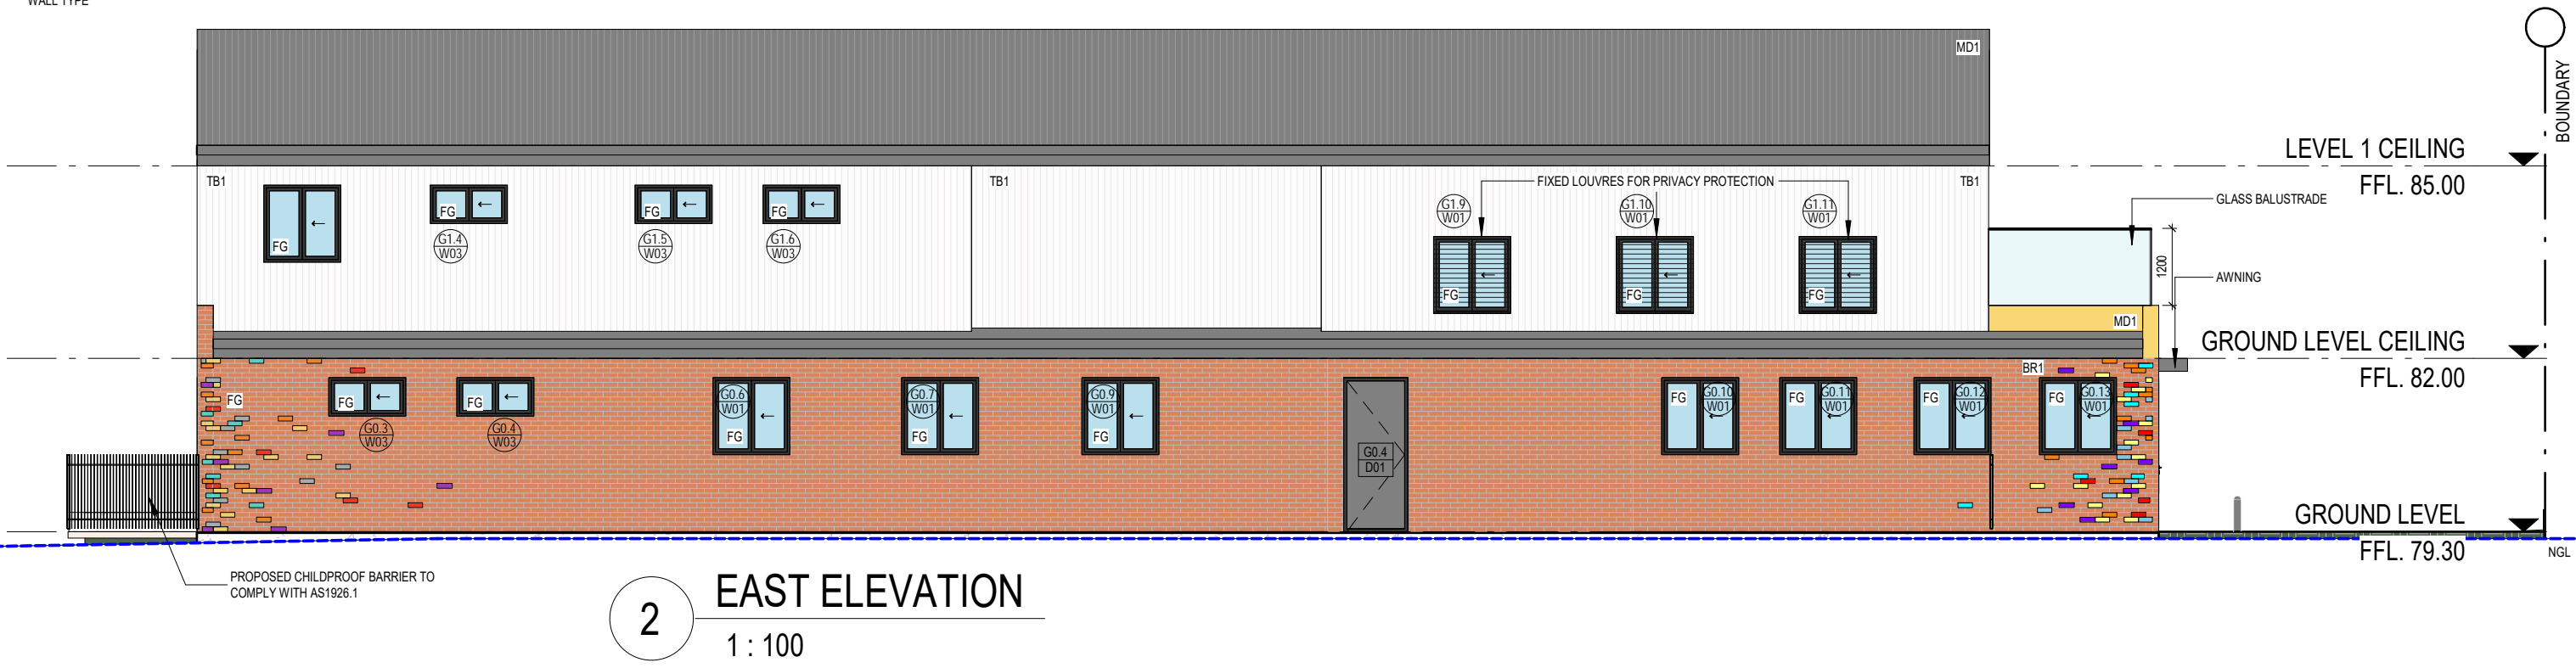 WALL TYPE
MD1
BOUNDARY
LEVEL 1 CEILING
FFL. 85.00
TB1
TB1
TB1
FIXED LOUVRES FOR PRIVACY PROTECTION
GLASS BALUSTRADE
FG
FG
FG
FG
G1.4
W03
G1.5
W03
G1.6
W03
G1.9
W01
G1.10
W01
G1.11
W01
FG
FG
FG
1200
AWNING
MD1
GROUND LEVEL CEILING
FFL. 82.00
BR1
FG
FG
FG
G0.3
W03
G0.4
W03
G0.6
W01
FG
G0.7
W01
FG
G0.9
W01
FG
G0.4
D01
FG
G0.10
W01
FG
G0.11
W01
FG
G0.12
W01
FG
G0.13
W01
GROUND LEVEL
FFL. 79.30
NGL
PROPOSED CHILDPROOF BARRIER TO
COMPLY WITH AS1926.1
2
EAST ELEVATION
1 : 100